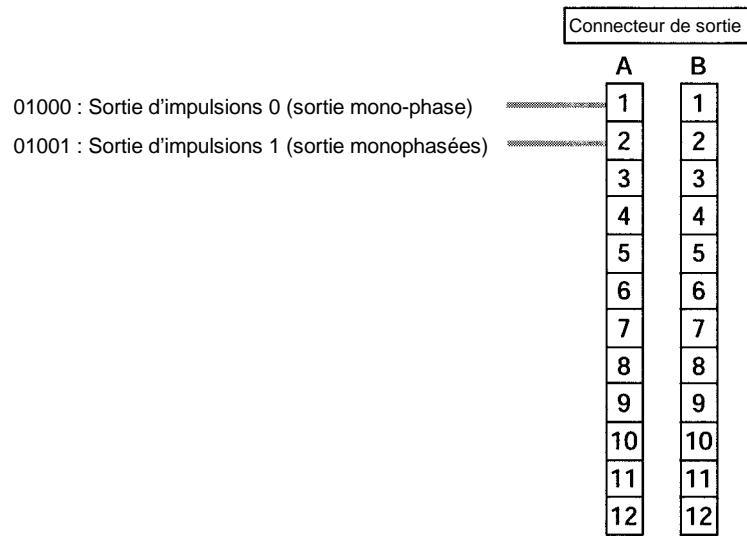 Connecteur de sortie
A B
01000 : Sortie d'impulsions 0 (sortie mono-phase) 1 1
01001 : Sortie d'impulsions 1 (sortie monophasées) 2 2
3 3
4 4
5 5
6 6
7 7
8 8
9 9
10 10
11 11
12 12